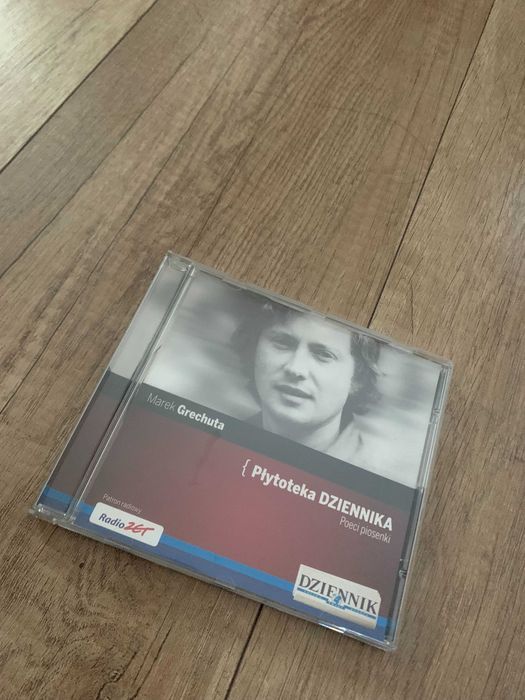 Marek Grechuta
{ Płytoteka DZIENNIKA
Poeci piosenki
Patron radiowy
Radio ZET
DZIENNIK